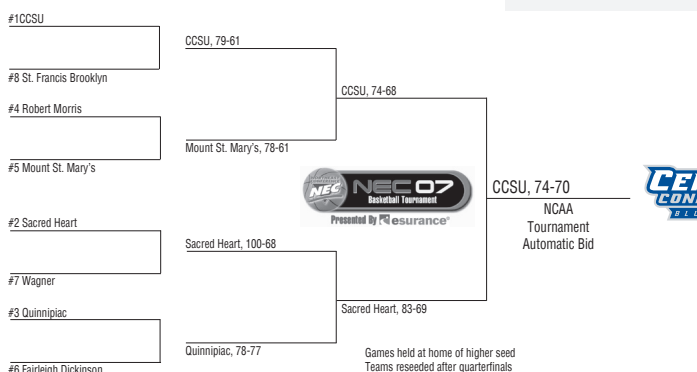 #1CCSU
CCSU, 79-61
#8 St. Francis Brooklyn
CCSU, 74-68
#4 Robert Morris
Mount St. Mary's, 78-61
#5 Mount St. Mary's
NEC
NEC 07
Basketball Tournament
Presented By esurance
CCSU, 74-70
NCAA
Tournament
Automatic Bid
#2 Sacred Heart
Sacred Heart, 100-68
#7 Wagner
#3 Quinnipiac
Sacred Heart, 83-69
Quinnipiac, 78-77
#6 Fairleigh Dickinson
Games held at home of higher seed
Teams reseeded after quarterfinals